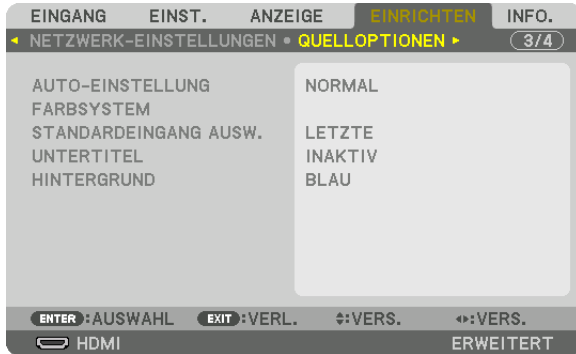 EINGANG EINST. ANZEIGE EINRICHTEN INFO.
◂ NETZWERK-EINSTELLUNGEN • QUELLOPTIONEN ▸ 3/4
AUTO-EINSTELLUNG NORMAL
FARBSYSTEM
STANDARDEINGANG AUSW. LETZTE
UNTERTITEL INAKTIV
HINTERGRUND BLAU
ENTER :AUSWAHL EXIT :VERL. ♦:VERS. ◂▸:VERS.
HDMI ERWEITERT